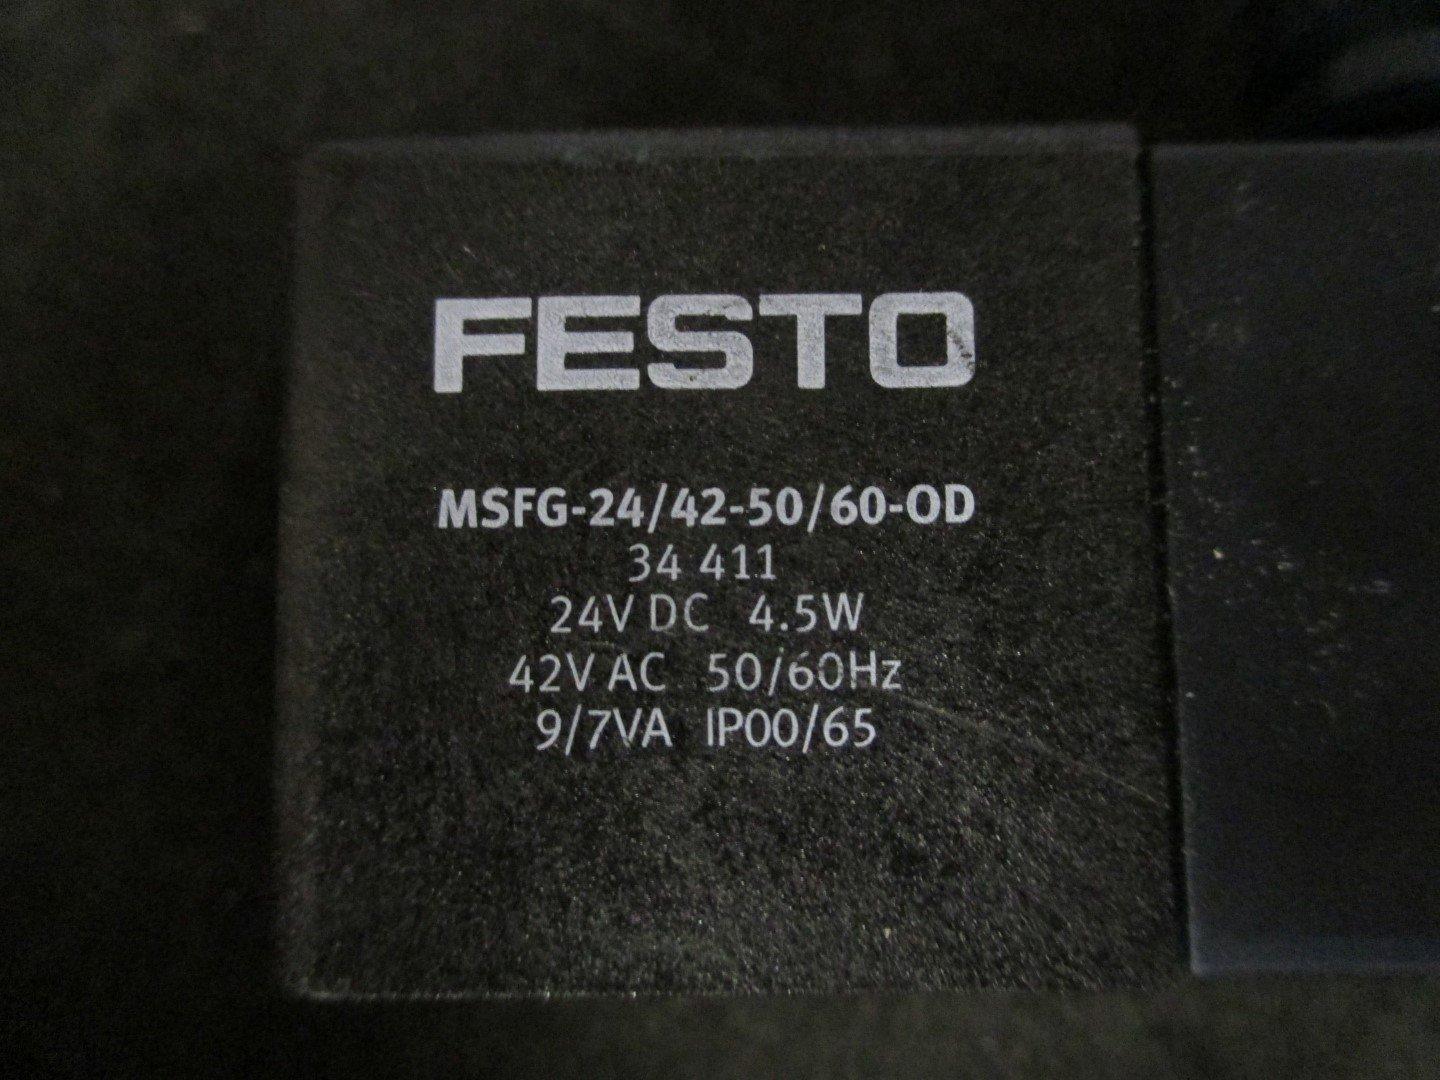 FESTO
MSFG-24/42-50/60-OD
34 411
24V DC 4.5W
42V AC 50/60Hz
9/7VA IP00/65